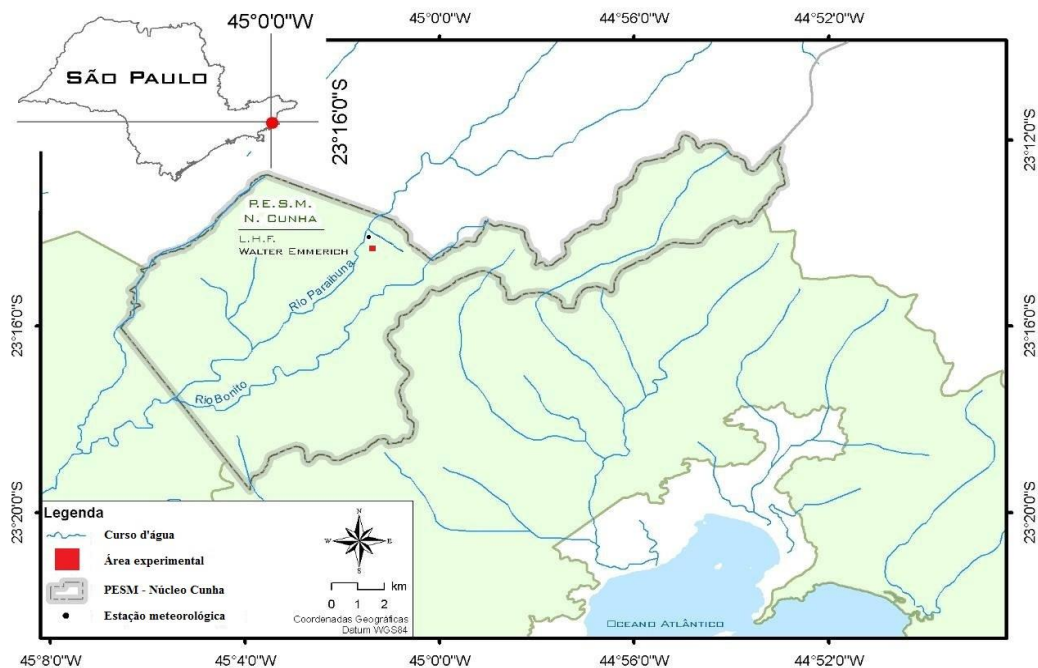 45°0'0"W
45°0'0"W
44°56'0"W
44°52'0"W
SÃO PAULO
23°16'0"S
23°12'0"S
P.E.S.M.
N. CUNHA
L.H.F.
WALTER EMMERICH
Rio Paraibuna
23°16'0"S
23°16'0"S
Rio Bonito
23°20'0"S
23°20'0"S
Legenda
Curso d'água
Área experimental
PESM - Núcleo Cunha
Estação meteorológica
N
W
E
S
km
0 1 2
Coordenadas Geográficas
Datum WGS84
OCEANO ATLÂNTICO
45°8'0"W
45°4'0"W
45°0'0"W
44°56'0"W
44°52'0"W